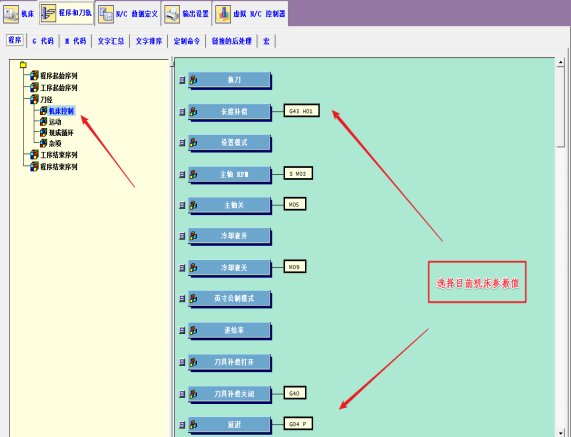 机床 程序和刀轨 N/C 数据定义 输出设置 虚拟 N/C 控制器
程序 G 代码 M 代码 文字汇总 文字排序 定制命令 链接的后处理 宏
程序起始序列
工序起始序列
刀径
机床控制
运动
现成循环
杂项
工序结束序列
程序结束序列
换刀
长度补偿 G43 H01
设置模式
主轴 RPM S M03
主轴关 M05
冷却液开
冷却液关 M09
英寸公制模式
进给率
刀具补偿打开
刀具补偿关闭 G40
延迟 G04 P
选择目前机床参数值